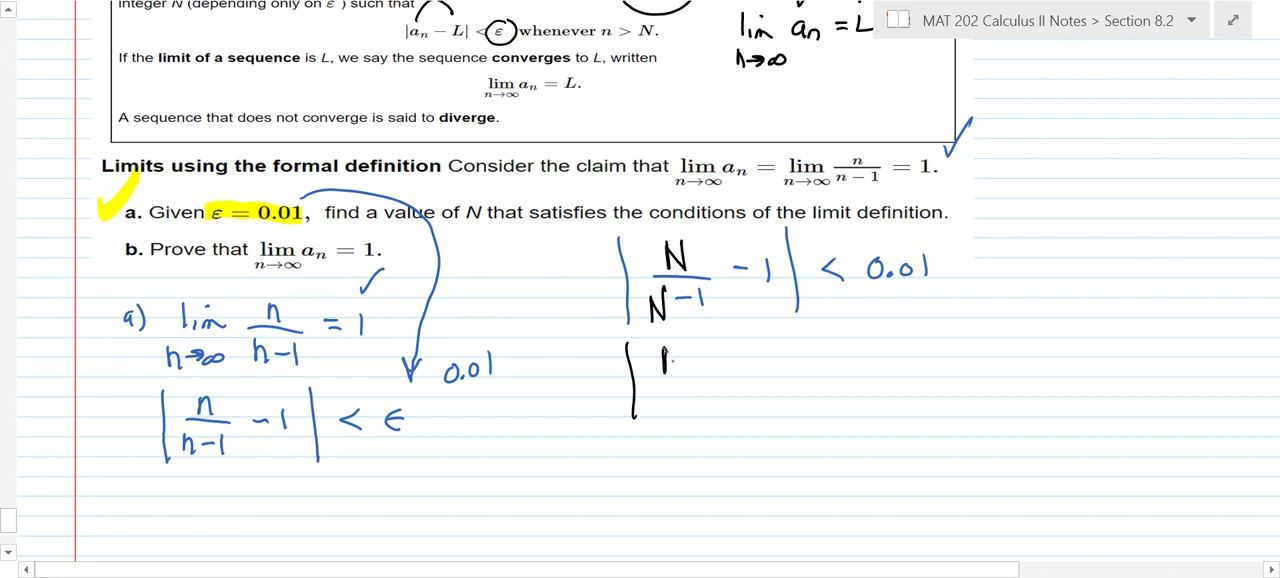 integer N (depending only on ε ) such that
|aₙ − L| < ε whenever n > N.
lim aₙ = L
n→∞
MAT 202 Calculus II Notes > Section 8.2
If the limit of a sequence is L, we say the sequence converges to L, written
lim aₙ = L.
n→∞
A sequence that does not converge is said to diverge.
Limits using the formal definition Consider the claim that lim n→∞ aₙ = lim n→∞ n/(n − 1) = 1.
a. Given ε = 0.01, find a value of N that satisfies the conditions of the limit definition.
b. Prove that lim n→∞ aₙ = 1.
a) lim n→∞ n/(n-1) = 1
0.01
| n/(n-1) - 1 | < ε
| N/(N-1) - 1 | < 0.01
|